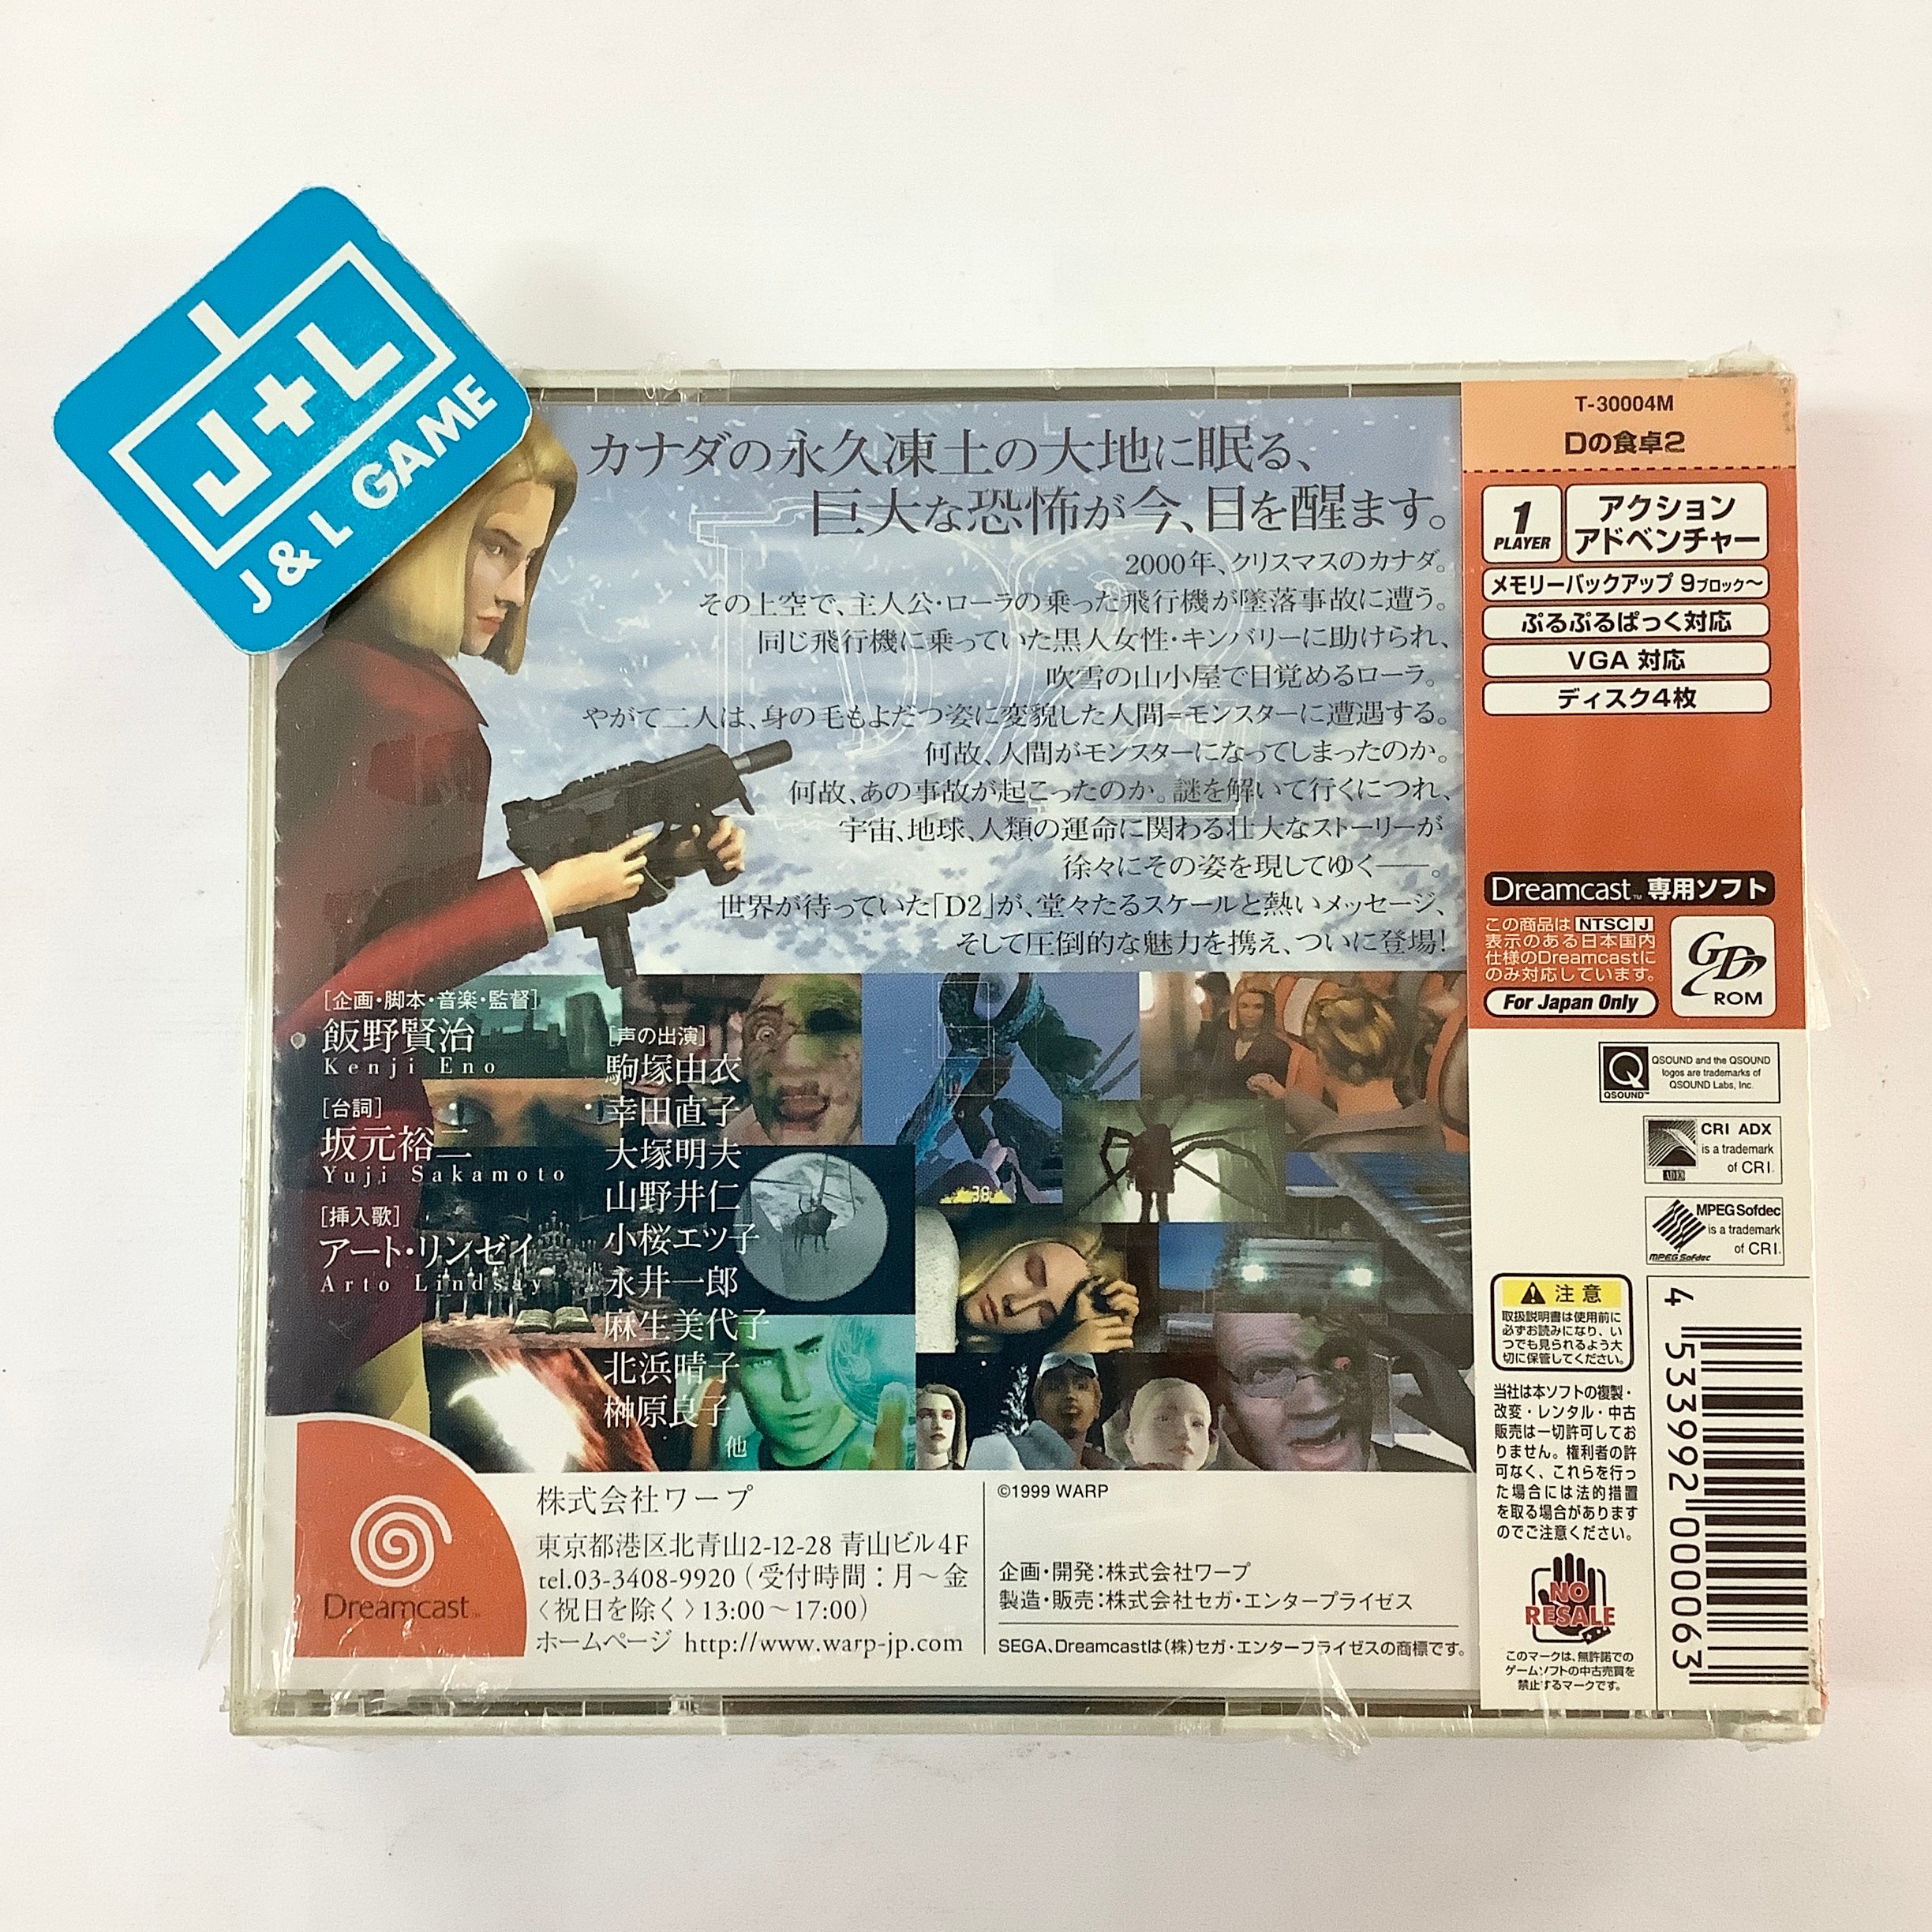 J+L
J & L GAME
カナダの永久凍土の大地に眠る、
巨大な恐怖が今、目を醒ます。
2000年、クリスマスのカナダ。
その上空で、主人公・ローラの乗った飛行機が墜落事故に遭う。
同じ飛行機に乗っていた黒人女性・キンバリーに助けられ、
吹雪の山小屋で目覚めるローラ。
やがて二人は、身の毛もよだつ姿に変貌した人間=モンスターに遭遇する。
何故、人間がモンスターになってしまったのか。
何故、あの事故が起こったのか。謎を解いて行くにつれ、
宇宙、地球、人類の運命に関わる壮大なストーリーが
徐々にその姿を現してゆく——。
世界が待っていた「D2」が、堂々たるスケールと熱いメッセージ、
そして圧倒的な魅力を携え、ついに登場!
[企画・脚本・音楽・監督]
飯野賢治
Kenji Eno
[台詞]
坂元裕二
Yuji Sakamoto
[挿入歌]
アート・リンゼイ
Arto Lindsay
[声の出演]
駒塚由衣
幸田直子
大塚明夫
山野井仁
小桜エツ子
永井一郎
麻生美代子
北浜晴子
榊原良子
他
38
Dreamcast™
株式会社ワープ
東京都港区北青山2-12-28 青山ビル4F
tel.03-3408-9920(受付時間:月〜金
〈祝日を除く〉13:00〜17:00)
ホームページ http://www.warp-jp.com
©1999 WARP
企画・開発:株式会社ワープ
製造・販売:株式会社セガ・エンタープライゼス
SEGA、Dreamcastは(株)セガ・エンタープライゼスの商標です。
T-30004M
Dの食卓2
1
PLAYER
アクション
アドベンチャー
メモリーバックアップ 9ブロック〜
ぷるぷるぱっく対応
VGA 対応
ディスク4枚
Dreamcast™ 専用ソフト
この商品は NTSC J
表示のある日本国内
仕様のDreamcastに
のみ対応しています。
For Japan Only
GD
ROM
Q
QSOUND™
QSOUND and the QSOUND
logos are trademarks of
QSOUND Labs, Inc.
ADX
CRI ADX
is a trademark
of CRI.
MPEG Sofdec
MPEG Sofdec
is a trademark
of CRI.
注意
取扱説明書は使用前に
必ずお読みになり、い
つでも見られるよう大
切に保管してください。
当社は本ソフトの複製・
改変・レンタル・中古
販売は一切許可してお
りません。権利者の許
可なく、これらを行っ
た場合には法的措置
を取る場合があります
のでご注意ください。
NO
RESALE
このマークは、無許諾での
ゲームソフトの中古売買を
禁止するマークです。
4 533992 000063